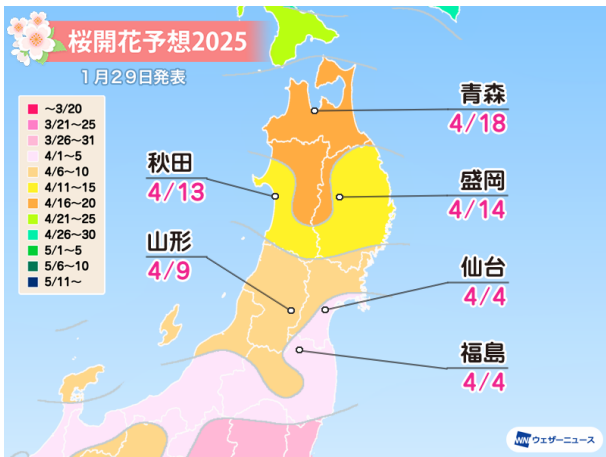 桜開花予想2025
1月29日発表
~3/20
3/21~25
3/26~31
4/1~5
4/6~10
4/11~15
4/16~20
4/21~25
4/26~30
5/1~5
5/6~10
5/11~
青森
4/18
秋田
4/13
盛岡
4/14
山形
4/9
仙台
4/4
福島
4/4
WN ウェザーニュース